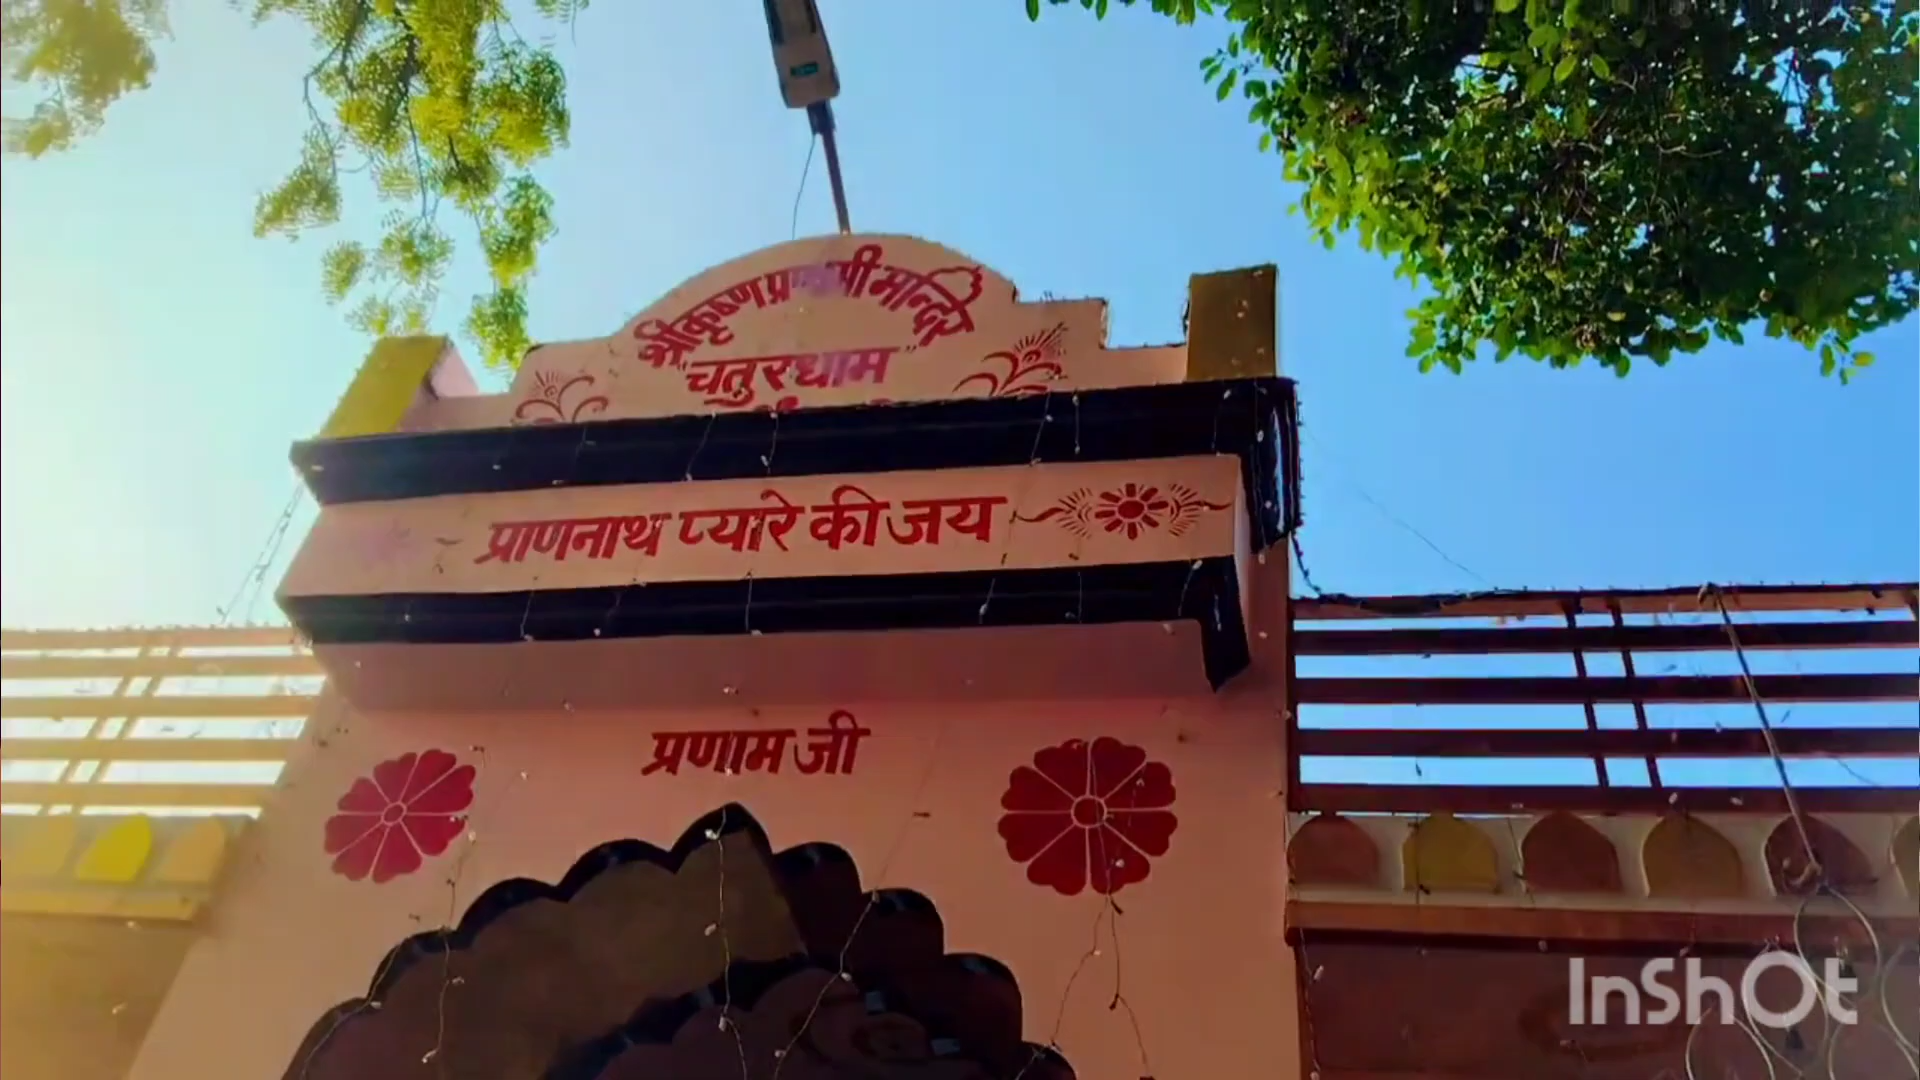 श्रीकृष्ण प्रणामी मन्दिर
"चतुरधाम"
प्राणनाथ प्यारे की जय
प्रणाम जी
InShOt